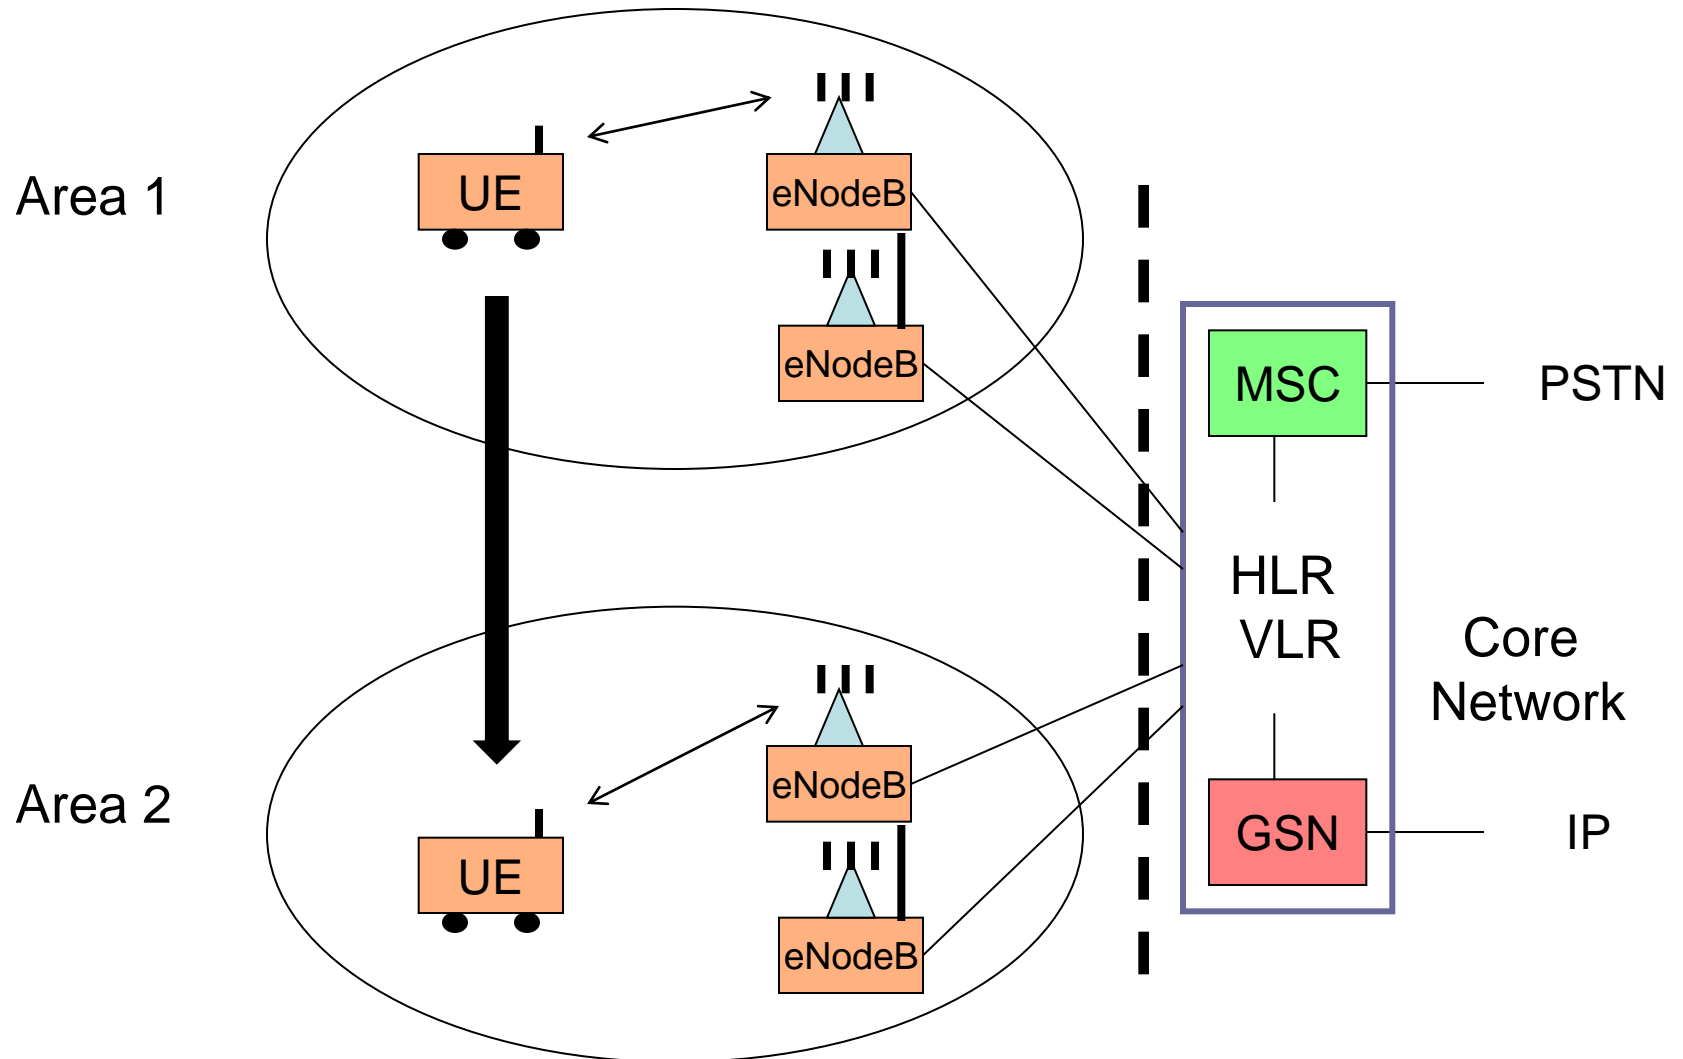 Area 1
UE
eNodeB
eNodeB
MSC
PSTN
HLR
VLR
Core
Network
Area 2
UE
eNodeB
eNodeB
GSN
IP